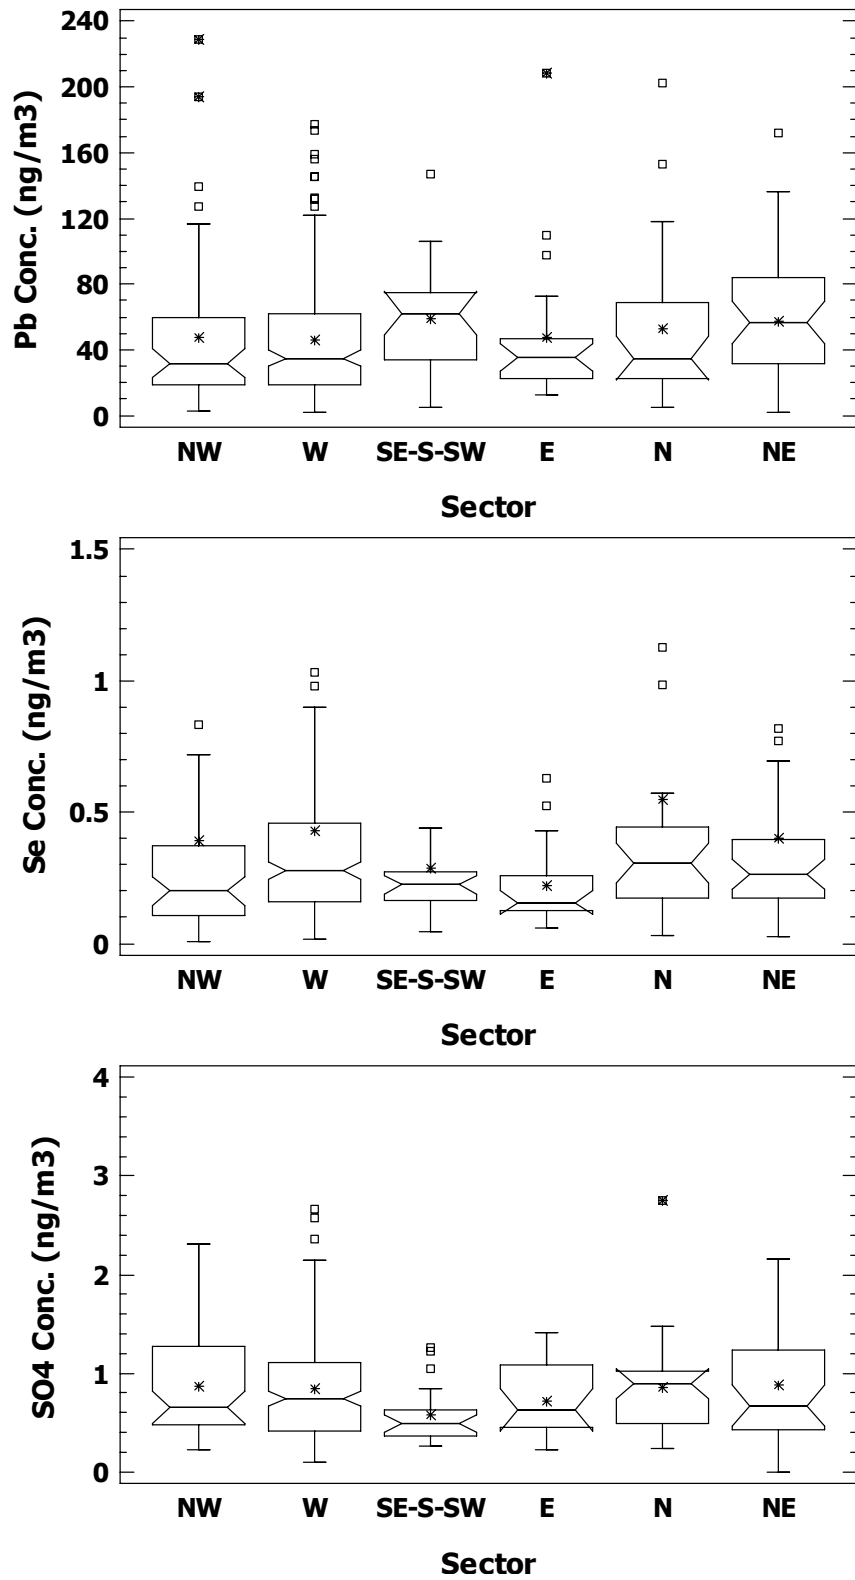 240
200
160
120
80
40
0
Pb Conc. (ng/m3)
NW W SE-S-SW E N NE
Sector
1.5
1
0.5
0
Se Conc. (ng/m3)
NW W SE-S-SW E N NE
Sector
4
3
2
1
0
SO4 Conc. (ng/m3)
NW W SE-S-SW E N NE
Sector